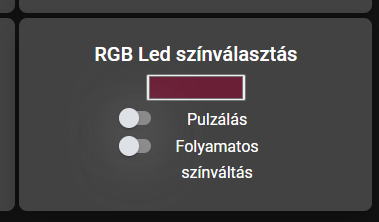 RGB Led színválasztás
Pulzálás
Folyamatos
színváltás